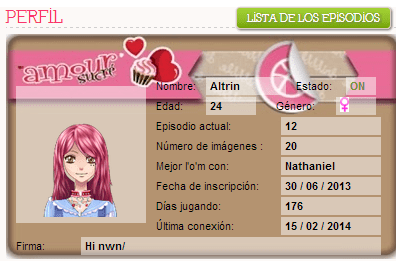 PERFIL
LISTA DE LOS EPISODIOS
amour
sucré
Nombre: Altrin Estado: ON
Edad: 24 Género:
Episodio actual: 12
Número de imágenes : 20
Mejor l'o'm con: Nathaniel
Fecha de inscripción: 30 / 06 / 2013
Días jugando: 176
Última conexión: 15 / 02 / 2014
Firma: Hi nwn/